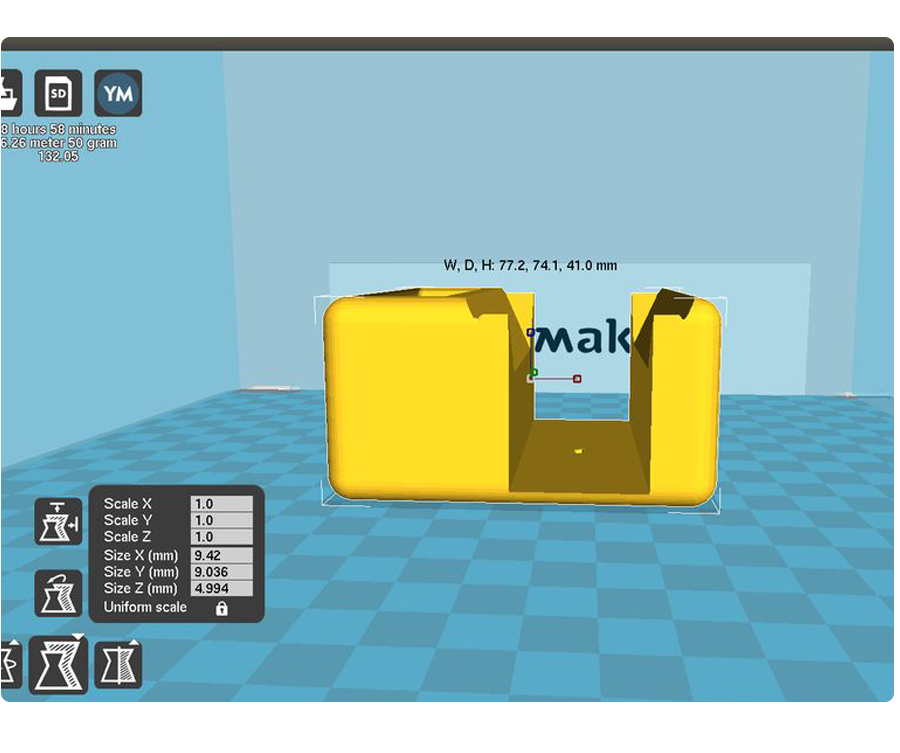 SD
YM
8 hours 58 minutes
6.26 meter 50 gram
132.05
W, D, H: 77.2, 74.1, 41.0 mm
mak
Scale X 1.0
Scale Y 1.0
Scale Z 1.0
Size X (mm) 9.42
Size Y (mm) 9.036
Size Z (mm) 4.994
Uniform scale